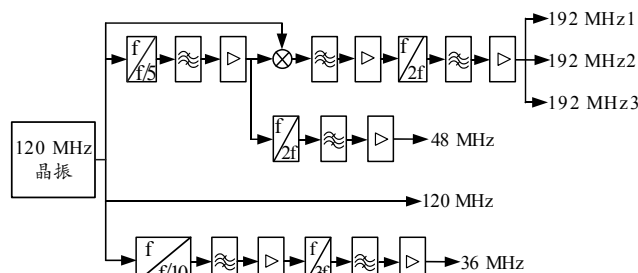 192 MHz1
f
f/5
f
2f
192 MHz2
192 MHz3
f
2f
48 MHz
120 MHz
晶振
120 MHz
f
f/10
f
3f
36 MHz